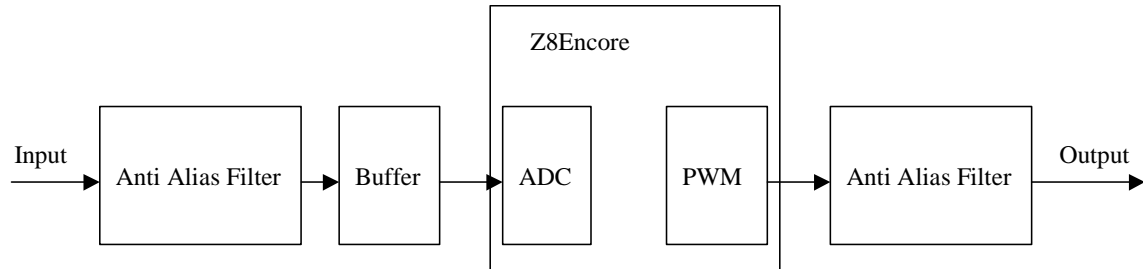 Z8Encore
Input
Anti Alias Filter
Buffer
ADC
PWM
Anti Alias Filter
Output